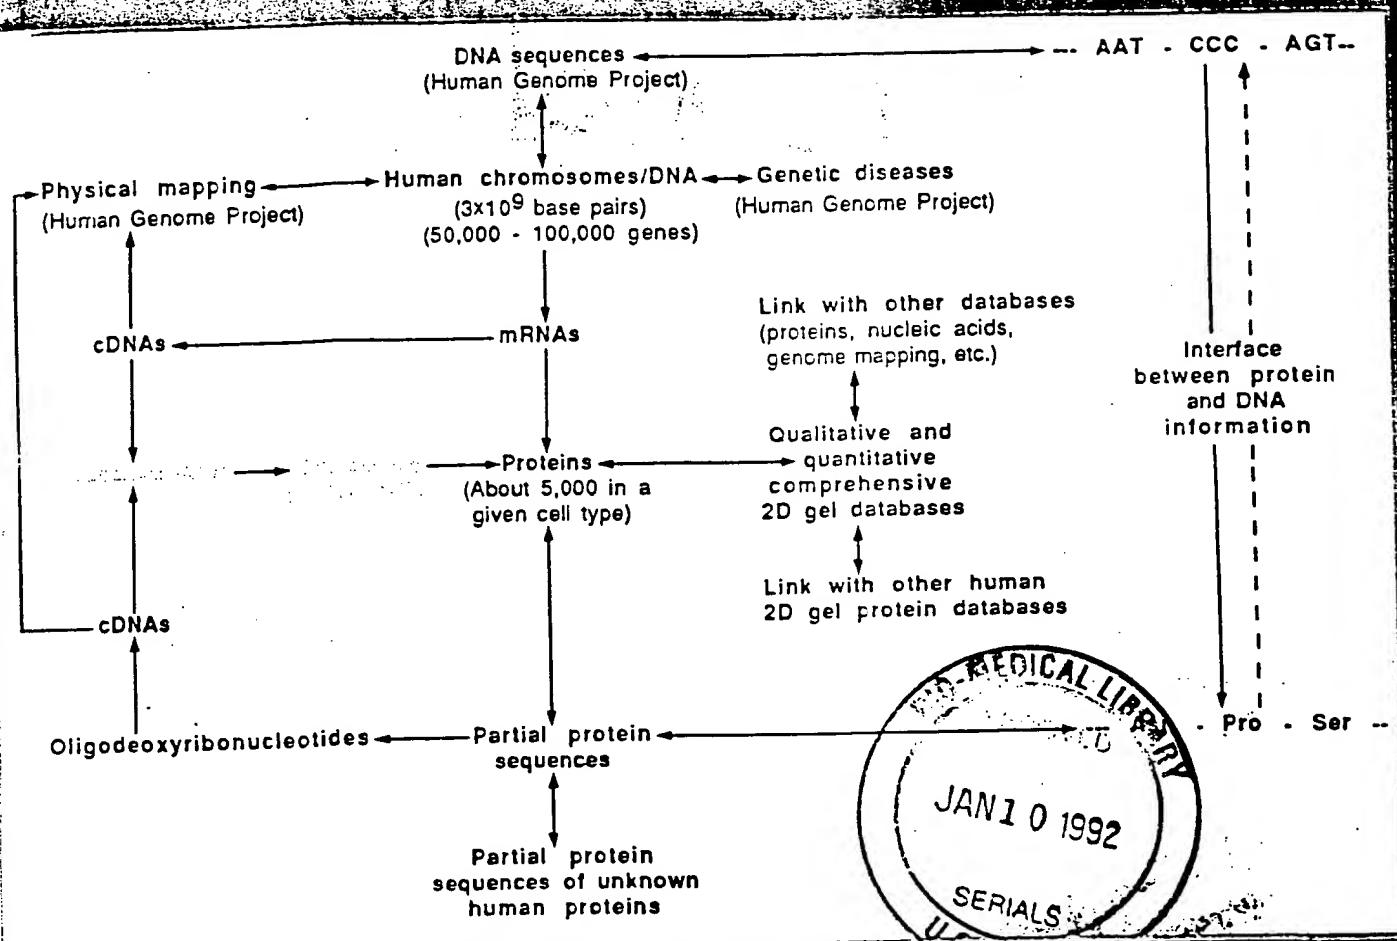 DNA sequences
(Human Genome Project)
--- AAT - CCC - AGT--
Physical mapping
(Human Genome Project)
Human chromosomes/DNA
(3x10⁹ base pairs)
(50,000 - 100,000 genes)
Genetic diseases
(Human Genome Project)
cDNAs
mRNAs
Link with other databases
(proteins, nucleic acids,
genome mapping, etc.)
Interface
between protein
and DNA
information
Proteins
(About 5,000 in a
given cell type)
Qualitative and
quantitative
comprehensive
2D gel databases
Link with other human
2D gel protein databases
cDNAs
Oligodeoxyribonucleotides
Partial protein
sequences
- Pro - Ser --
Partial protein
sequences of unknown
human proteins
MEDICAL LIBRARY
JAN 10 1992
SERIALS